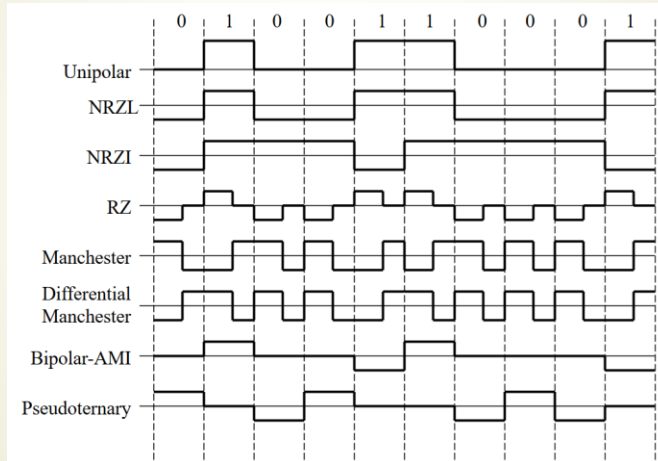 0 1 0 0 1 1 0 0 0 1
Unipolar
NRZL
NRZI
RZ
Manchester
Differential
Manchester
Bipolar-AMI
Pseudoternary